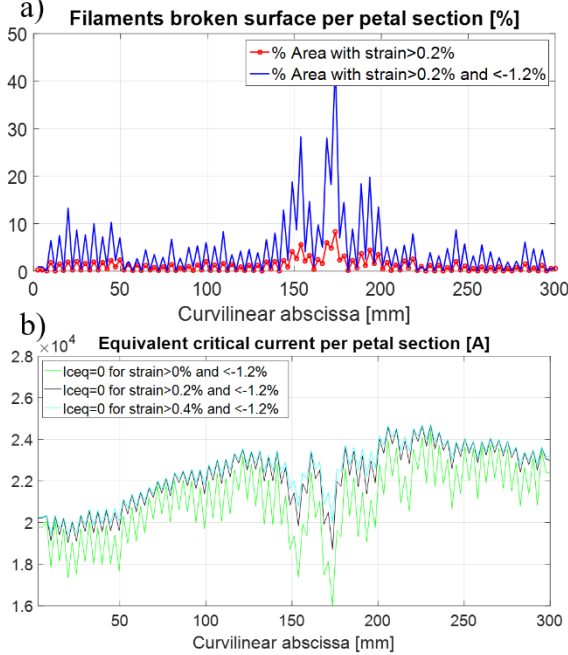 a)
Filaments broken surface per petal section [%]
50
% Area with strain>0.2%
% Area with strain>0.2% and <-1.2%
40
30
20
10
0
0 50 100 150 200 250 300
Curvilinear abscissa [mm]
b)
×10⁴ Equivalent critical current per petal section [A]
2.8
Iceq=0 for strain>0% and <-1.2%
Iceq=0 for strain>0.2% and <-1.2%
2.6
Iceq=0 for strain>0.4% and <-1.2%
2.4
2.2
2
1.8
1.6
50 100 150 200 250 300
Curvilinear abscissa [mm]